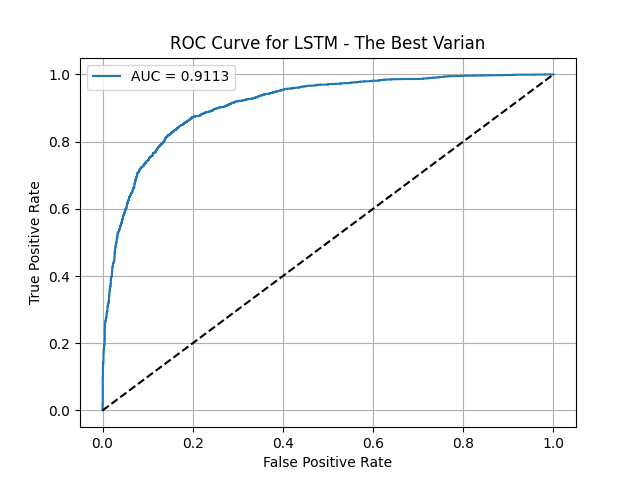 ROC Curve for LSTM - The Best Varian
AUC = 0.9113
1.0
0.8
0.6
0.4
0.2
0.0
True Positive Rate
0.0 0.2 0.4 0.6 0.8 1.0
False Positive Rate